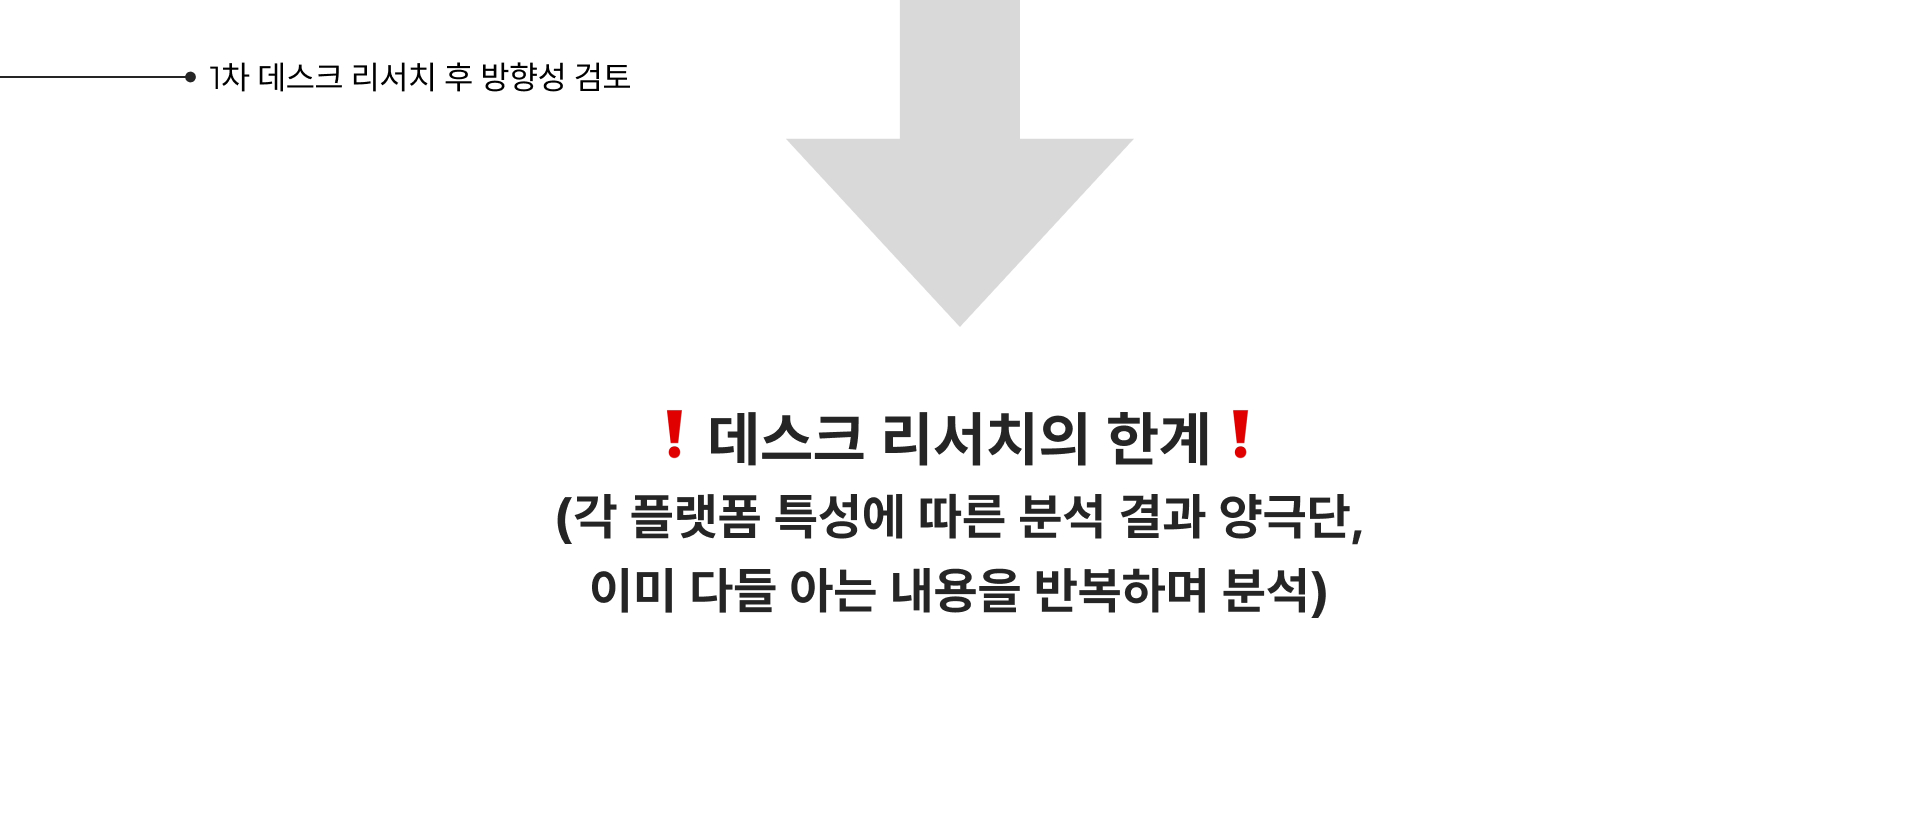 1차 데스크 리서치 후 방향성 검토
! 데스크 리서치의 한계 !
(각 플랫폼 특성에 따른 분석 결과 양극단,
이미 다들 아는 내용을 반복하며 분석)